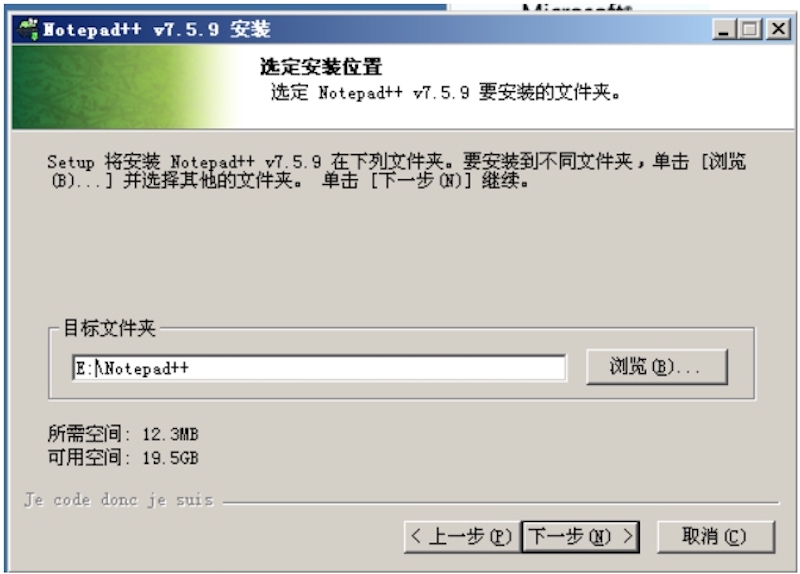 Microsoft®
Notepad++ v7.5.9 安装
选定安装位置
选定 Notepad++ v7.5.9 要安装的文件夹。
Setup 将安装 Notepad++ v7.5.9 在下列文件夹。要安装到不同文件夹，单击 [浏览
(B)...] 并选择其他的文件夹。 单击 [下一步(N)] 继续。
目标文件夹
E:\Notepad++
浏览(B)...
所需空间: 12.3MB
可用空间: 19.5GB
Je code donc je suis
< 上一步(P)
下一步(N) >
取消(C)